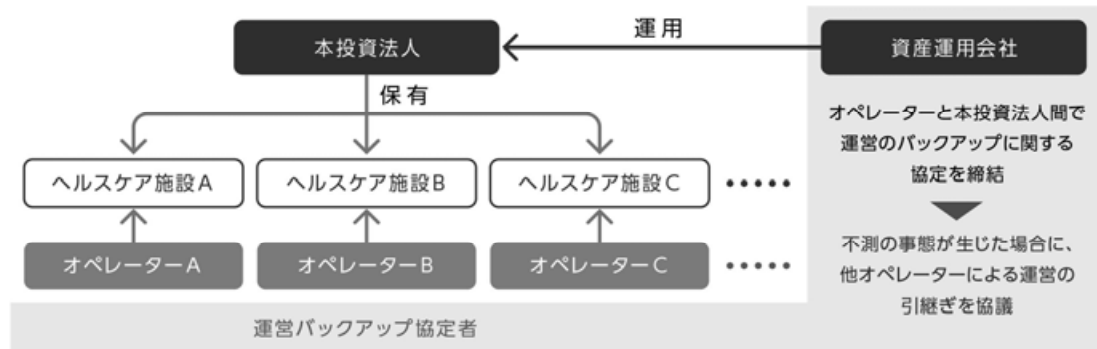 本投資法人
運用
資産運用会社
保有
オペレーターと本投資法人間で
運営のバックアップに関する
協定を締結
ヘルスケア施設A
ヘルスケア施設B
ヘルスケア施設C
•••••
不測の事態が生じた場合に、
他オペレーターによる運営の
引継ぎを協議
オペレーターA
オペレーターB
オペレーターC
•••••
運営バックアップ協定者